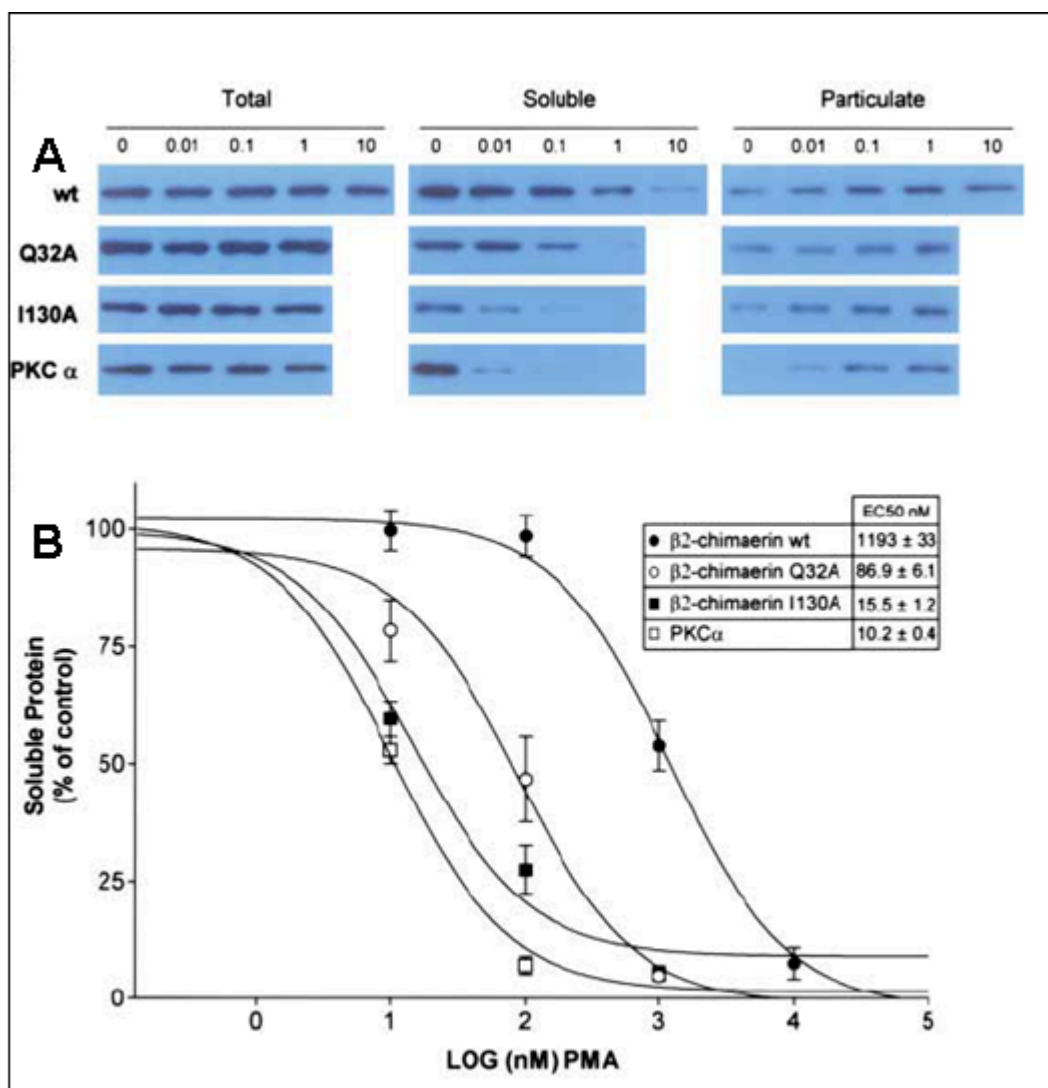 Total Soluble Particulate
A
0 0.01 0.1 1 10 0 0.01 0.1 1 10 0 0.01 0.1 1 10
wt
Q32A
I130A
PKC α
B
Soluble Protein
(% of control)
100
75
50
25
0
EC50 nM
β2-chimaerin wt 1193 ± 33
β2-chimaerin Q32A 86.9 ± 6.1
β2-chimaerin I130A 15.5 ± 1.2
PKCα 10.2 ± 0.4
0 1 2 3 4 5
LOG (nM) PMA